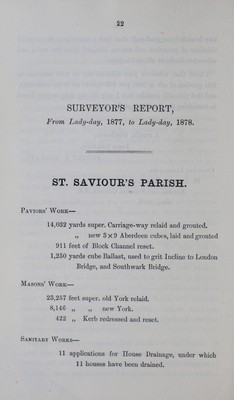 22
SURVEYOR'S REPORT,
From Lady-day, 1877, to Lady-day, 1878.
ST. SAVIOUR'S PARISH.
PAVIORS' WORK—
14,032 yards super. Carriage-way relaid and grouted.
„ new 3 × 9 Aberdeen cubes, laid and grouted
911 feet of Block Channel reset.
1,250 yards cube Ballast, used to grit Incline to London
Bridge, and Southwark Bridge.
MASONS' WORK—
23,257 feet super. old York relaid.
8,146 „ „ new York.
422 „ Kerb redressed and reset.
SANITARY WORKS—
11 applications for House Drainage, under which
11 houses have been drained.